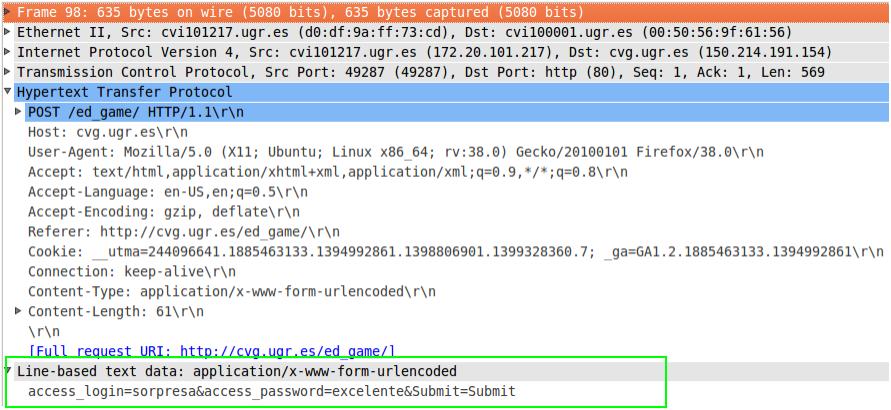 Frame 98: 635 bytes on wire (5080 bits), 635 bytes captured (5080 bits)
Ethernet II, Src: cvi101217.ugr.es (d0:df:9a:ff:73:cd), Dst: cvi100001.ugr.es (00:50:56:9f:61:56)
Internet Protocol Version 4, Src: cvi101217.ugr.es (172.20.101.217), Dst: cvg.ugr.es (150.214.191.154)
Transmission Control Protocol, Src Port: 49287 (49287), Dst Port: http (80), Seq: 1, Ack: 1, Len: 569
Hypertext Transfer Protocol
POST /ed_game/ HTTP/1.1\r\n
Host: cvg.ugr.es\r\n
User-Agent: Mozilla/5.0 (X11; Ubuntu; Linux x86_64; rv:38.0) Gecko/20100101 Firefox/38.0\r\n
Accept: text/html,application/xhtml+xml,application/xml;q=0.9,*/*;q=0.8\r\n
Accept-Language: en-US,en;q=0.5\r\n
Accept-Encoding: gzip, deflate\r\n
Referer: http://cvg.ugr.es/ed_game/\r\n
Cookie: __utma=244096641.1885463133.1394992861.1398806901.1399328360.7; _ga=GA1.2.1885463133.1394992861\r\n
Connection: keep-alive\r\n
Content-Type: application/x-www-form-urlencoded\r\n
Content-Length: 61\r\n
\r\n
[Full request URI: http://cvg.ugr.es/ed_game/]
Line-based text data: application/x-www-form-urlencoded
access_login=sorpresa&access_password=excelente&Submit=Submit